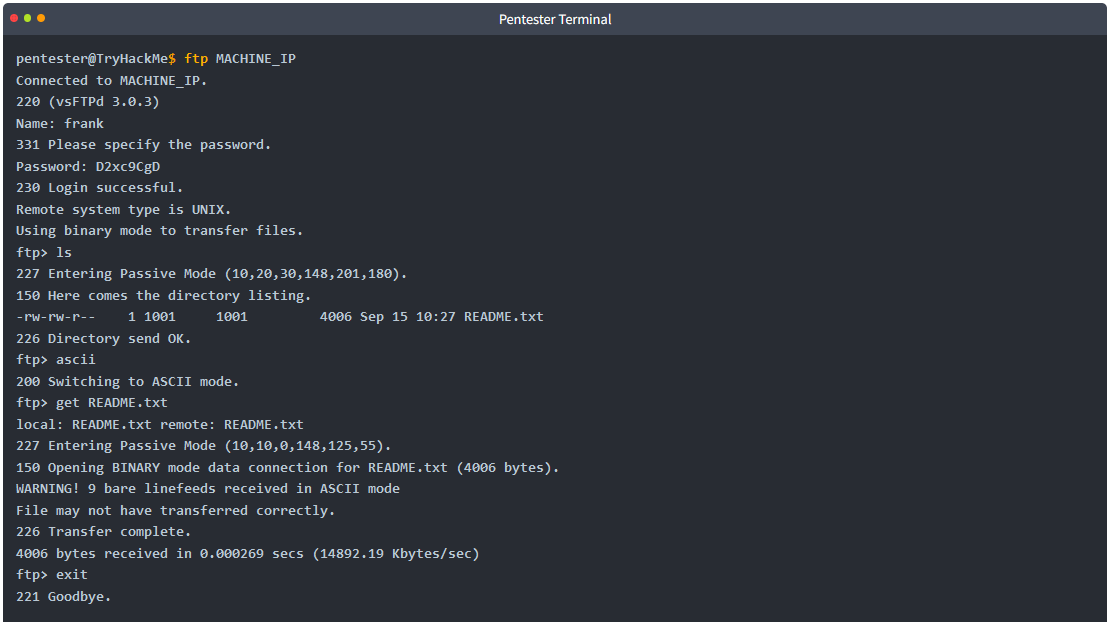 Pentester Terminal
pentester@TryHackMe$ ftp MACHINE_IP
Connected to MACHINE_IP.
220 (vsFTPd 3.0.3)
Name: frank
331 Please specify the password.
Password: D2xc9CgD
230 Login successful.
Remote system type is UNIX.
Using binary mode to transfer files.
ftp> ls
227 Entering Passive Mode (10,20,30,148,201,180).
150 Here comes the directory listing.
-rw-rw-r--    1 1001     1001         4006 Sep 15 10:27 README.txt
226 Directory send OK.
ftp> ascii
200 Switching to ASCII mode.
ftp> get README.txt
local: README.txt remote: README.txt
227 Entering Passive Mode (10,10,0,148,125,55).
150 Opening BINARY mode data connection for README.txt (4006 bytes).
WARNING! 9 bare linefeeds received in ASCII mode
File may not have transferred correctly.
226 Transfer complete.
4006 bytes received in 0.000269 secs (14892.19 Kbytes/sec)
ftp> exit
221 Goodbye.